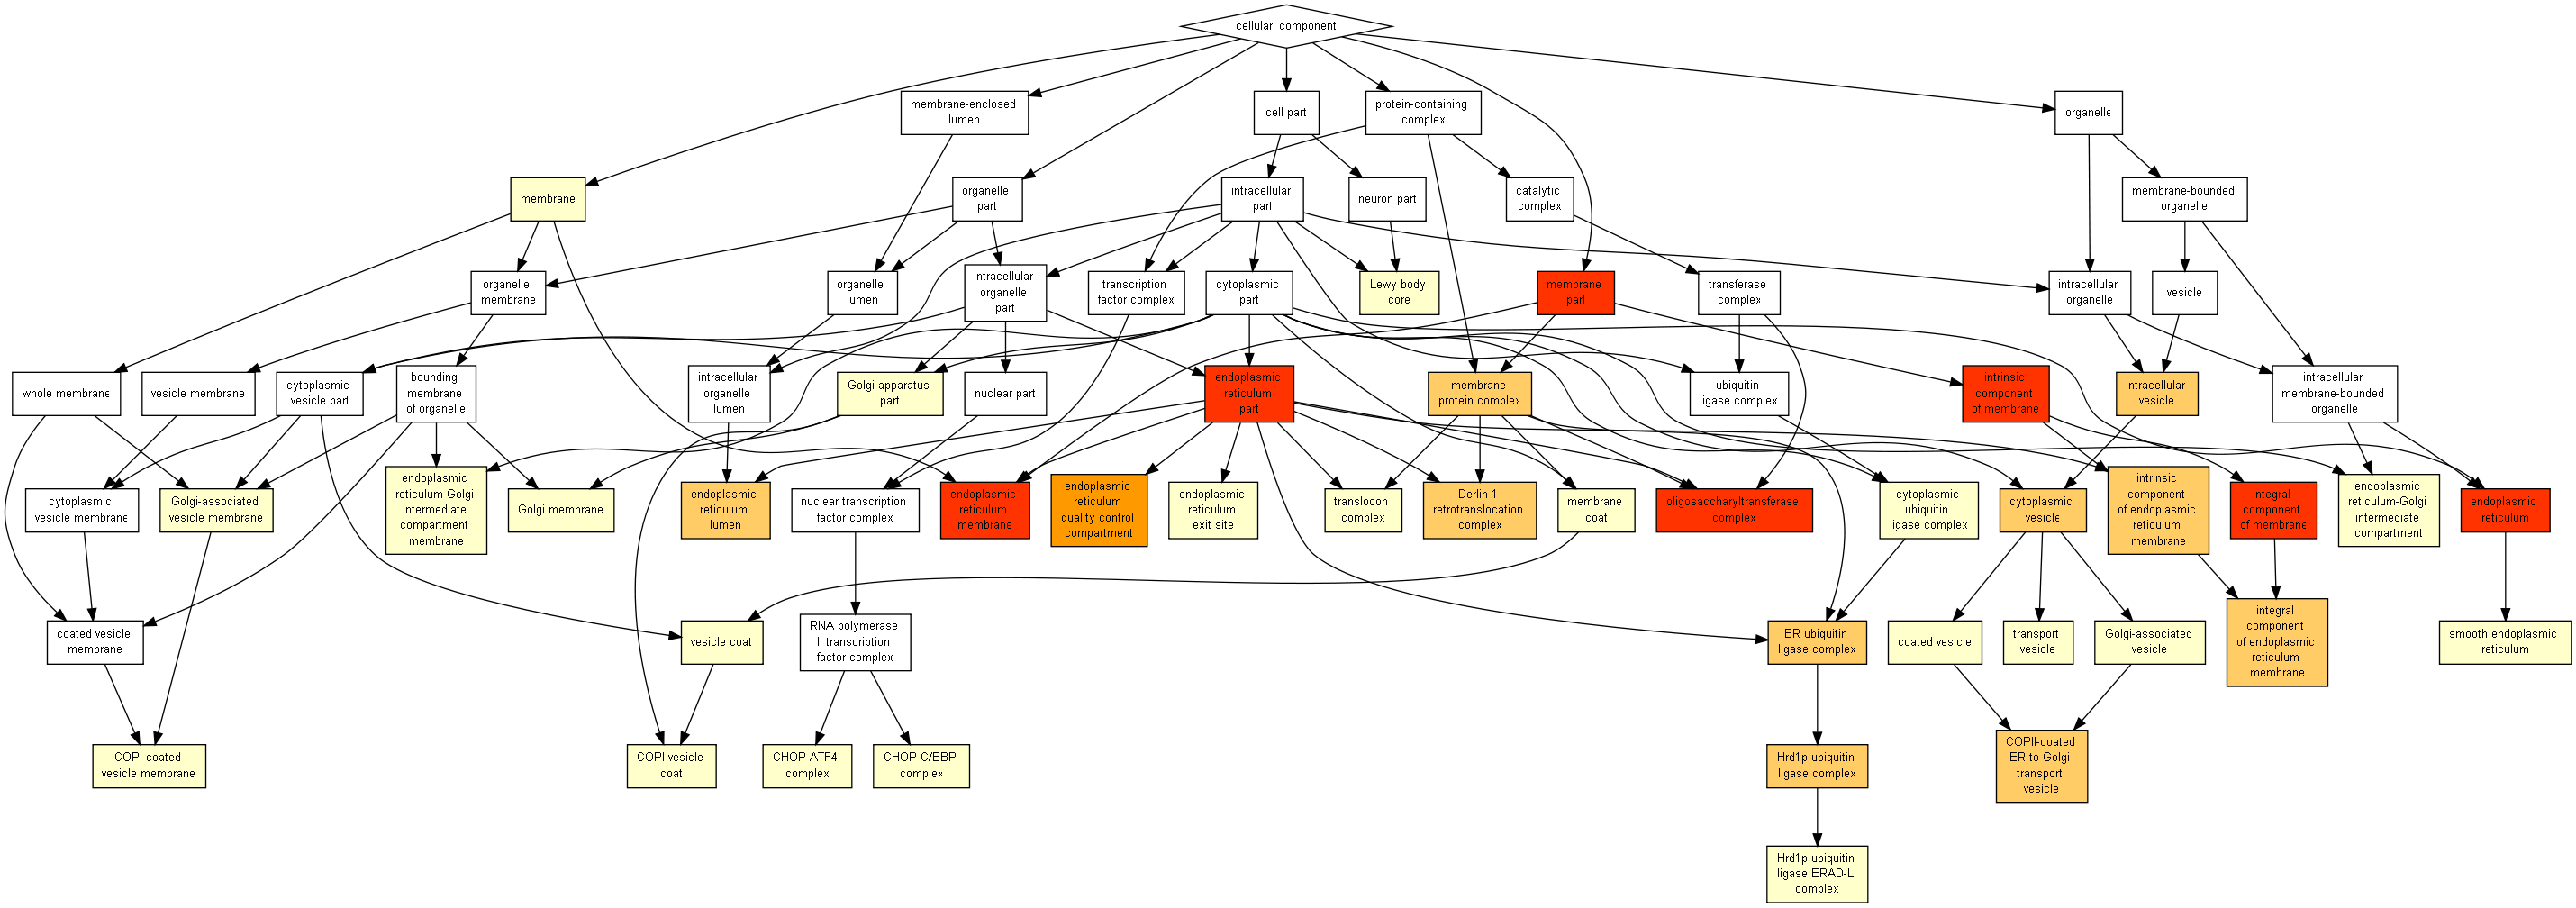 cellular_component
membrane-enclosed
lumen
cell part
protein-containing
complex
organelle
membrane
organelle
part
intracellular
part
neuron part
catalytic
complex
membrane-bounded
organelle
organelle
membrane
organelle
lumen
intracellular
organelle
part
transcription
factor complex
cytoplasmic
part
Lewy body
core
membrane
part
transferase
complex
intracellular
organelle
vesicle
whole membrane
vesicle membrane
cytoplasmic
vesicle part
bounding
membrane
of organelle
intracellular
organelle
lumen
Golgi apparatus
part
nuclear part
endoplasmic
reticulum
part
membrane
protein complex
ubiquitin
ligase complex
intrinsic
component
of membrane
intracellular
vesicle
intracellular
membrane-bounded
organelle
cytoplasmic
vesicle membrane
Golgi-associated
vesicle membrane
endoplasmic
reticulum-Golgi
intermediate
compartment
membrane
Golgi membrane
endoplasmic
reticulum
lumen
nuclear transcription
factor complex
endoplasmic
reticulum
membrane
endoplasmic
reticulum
quality control
compartment
endoplasmic
reticulum
exit site
translocon
complex
Derlin-1
retrotranslocation
complex
membrane
coat
oligosaccharyltransferase
complex
cytoplasmic
ubiquitin
ligase complex
cytoplasmic
vesicle
intrinsic
component
of endoplasmic
reticulum
membrane
integral
component
of membrane
endoplasmic
reticulum-Golgi
intermediate
compartment
endoplasmic
reticulum
coated vesicle
membrane
vesicle coat
RNA polymerase
II transcription
factor complex
ER ubiquitin
ligase complex
coated vesicle
transport
vesicle
Golgi-associated
vesicle
integral
component
of endoplasmic
reticulum
membrane
smooth endoplasmic
reticulum
COPI-coated
vesicle membrane
COPI vesicle
coat
CHOP-ATF4
complex
CHOP-C/EBP
complex
Hrd1p ubiquitin
ligase complex
COPII-coated
ER to Golgi
transport
vesicle
Hrd1p ubiquitin
ligase ERAD-L
complex